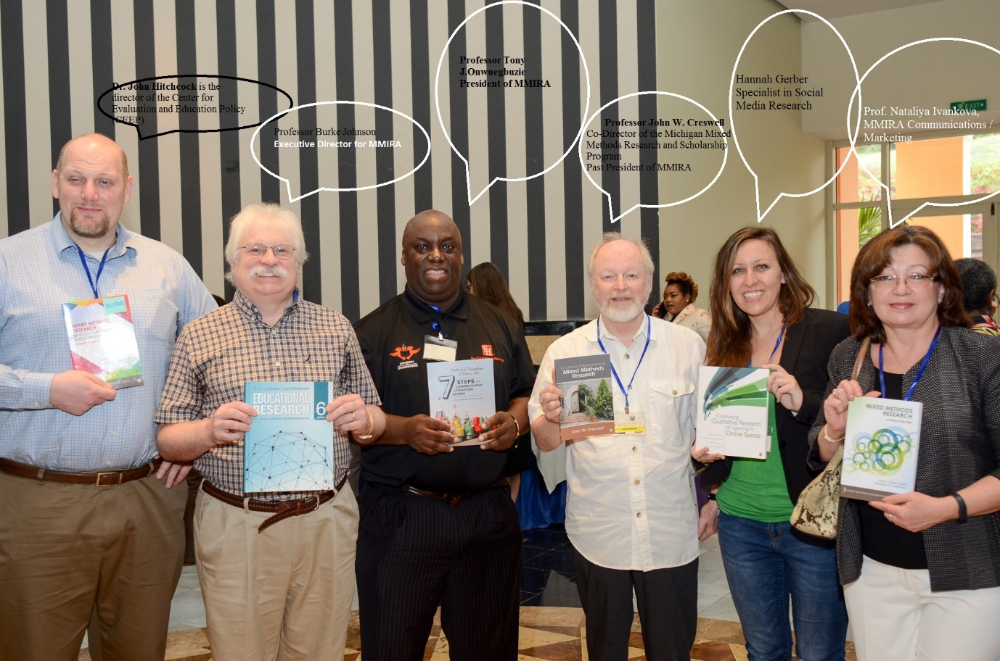 Dr. John Hitchcock is the
director of the Center for
Evaluation and Education Policy
(CEEP)
Professor Burke Johnson
Executive Director for MMIRA
Professor Tony
J.Onwuegbuzie
President of MMIRA
Professor John W. Creswell
Co-Director of the Michigan Mixed
Methods Research and Scholarship
Program
Past President of MMIRA
Hannah Gerber
Specialist in Social
Media Research
Prof. Nataliya Ivankova,
MMIRA Communications /
Marketing
EXIT
MIXED METHODS
RESEARCH
EDUCATIONAL
RESEARCH 6
7 STEPS
COMPREHENSIVE
LITERATURE
REVIEW
A Concise Introduction to
Mixed Methods
Research
John W. Creswell
Conducting
Qualitative Research
of Learning in
Online Spaces
MIXED METHODS
RESEARCH